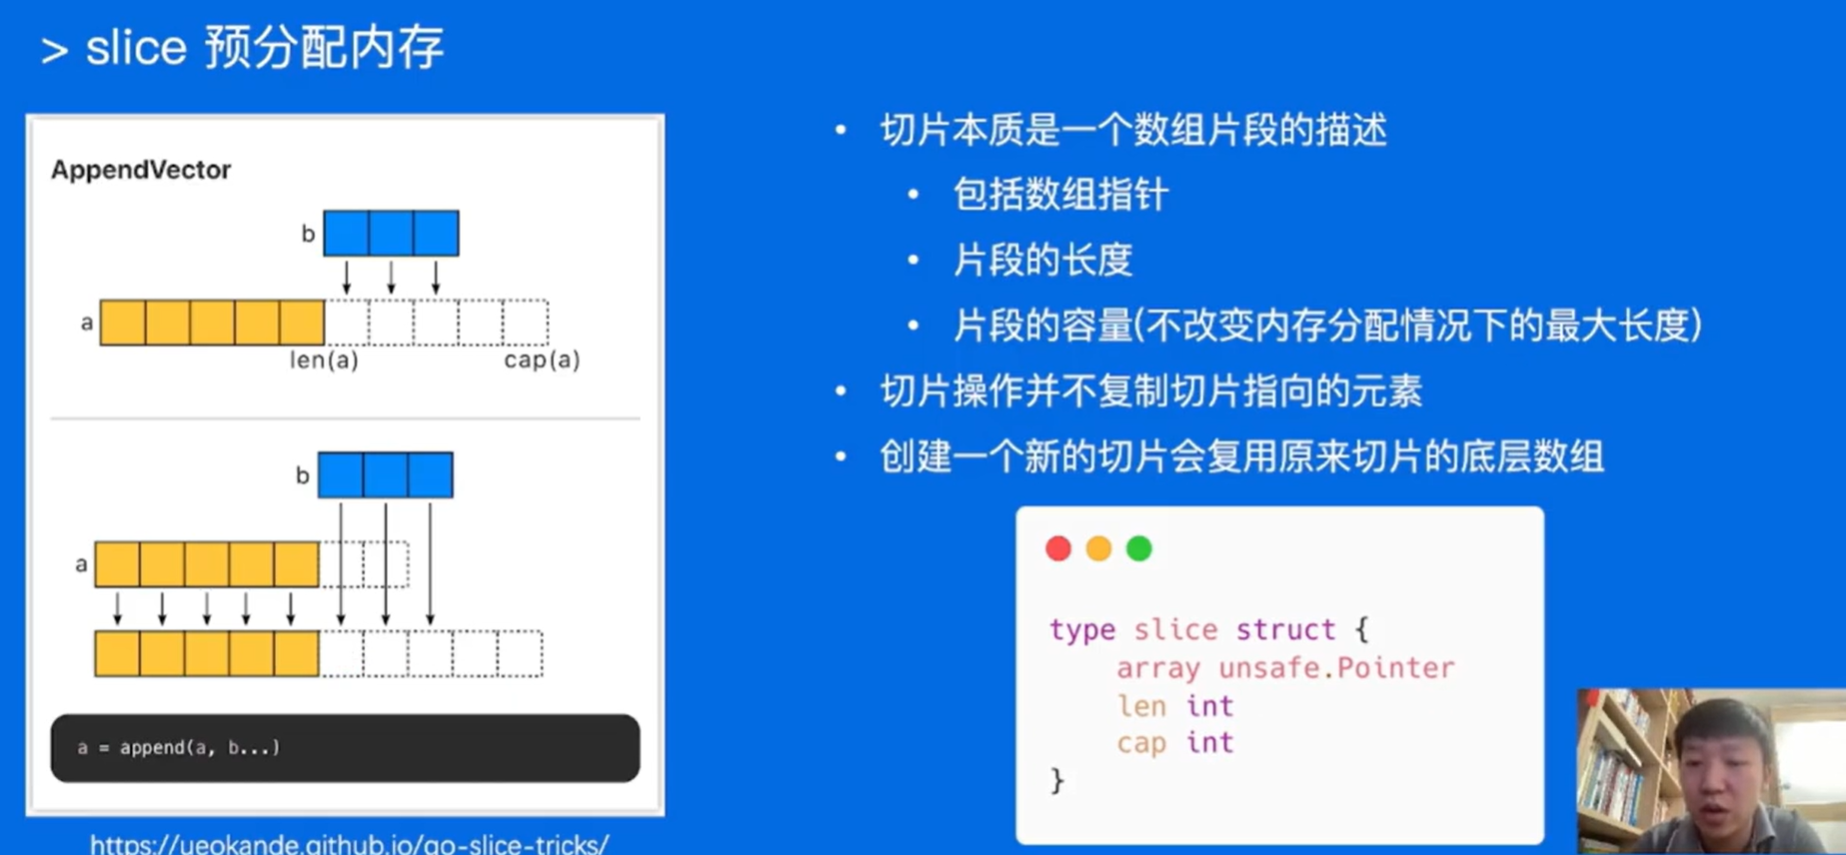 > slice 预分配内存
AppendVector
b
a
len(a)
cap(a)
b
a
a = append(a, b...)
https://ueokande.github.io/go-slice-tricks/
• 切片本质是一个数组片段的描述
• 包括数组指针
• 片段的长度
• 片段的容量(不改变内存分配情况下的最大长度)
• 切片操作并不复制切片指向的元素
• 创建一个新的切片会复用原来切片的底层数组
type slice struct {
array unsafe.Pointer
len int
cap int
}